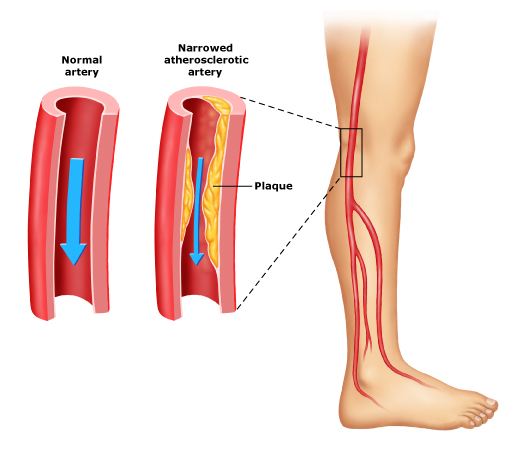 Normal
artery
Narrowed
atherosclerotic
artery
Plaque